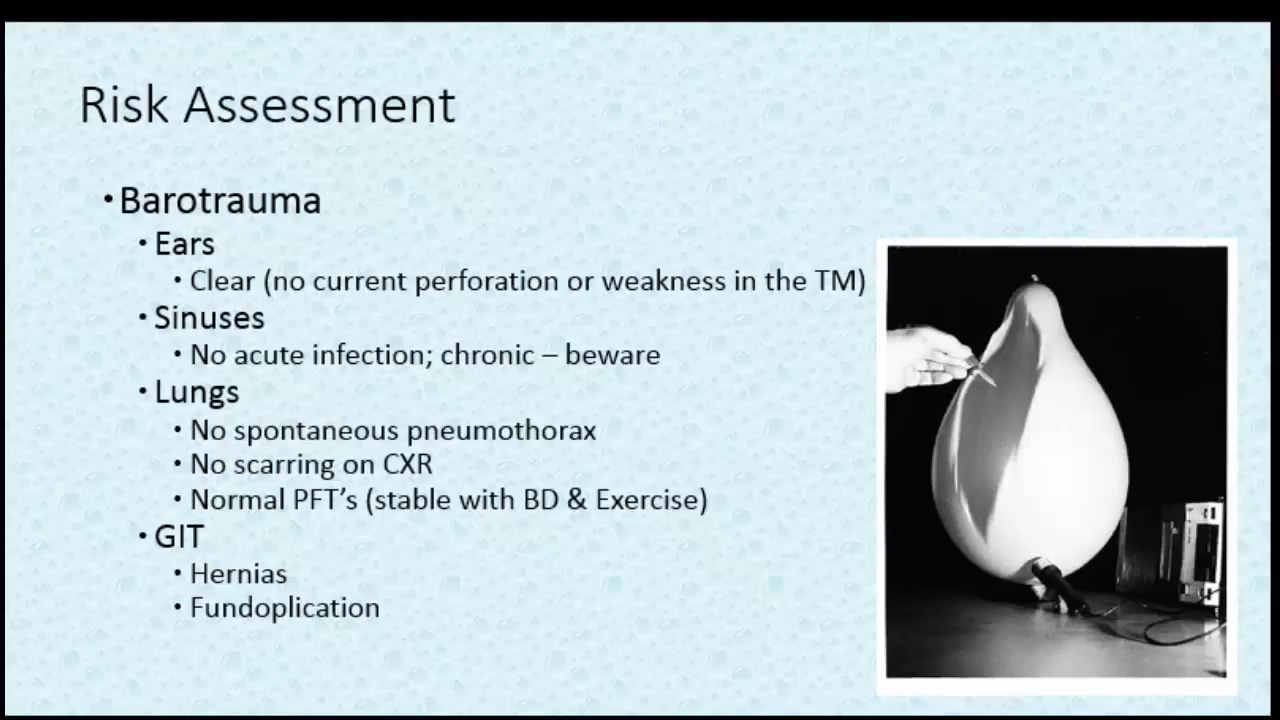 Risk Assessment
• Barotrauma
• Ears
• Clear (no current perforation or weakness in the TM)
• Sinuses
• No acute infection; chronic – beware
• Lungs
• No spontaneous pneumothorax
• No scarring on CXR
• Normal PFT’s (stable with BD & Exercise)
• GIT
• Hernias
• Fundoplication